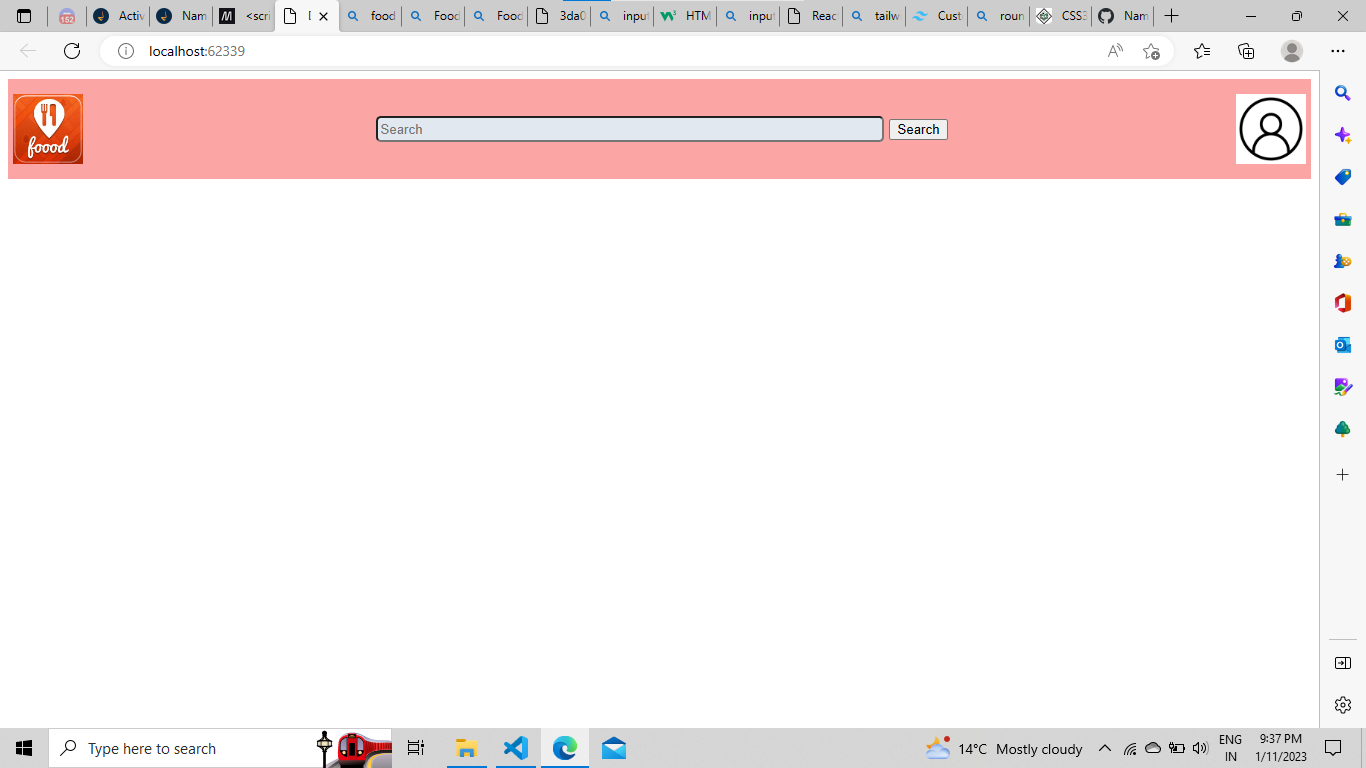 152
Activ
Nam
M
<scri
food
Food
Food
3da0
input
W3
HTM
input
Reac
tailw
Cust
roun
CSS3
Nam
localhost:62339
foood
Search
Search
Type here to search
14°C Mostly cloudy
ENG
IN
9:37 PM
1/11/2023